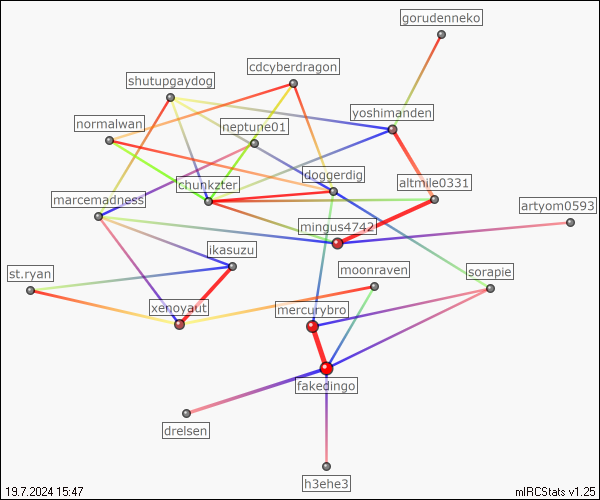 gorudenneko
cdcyberdragon
shutupgaydog
yoshimanden
normalwan
neptune01
doggerdig
chunkzter
altmile0331
marcemadness
artyom0593
mingus4742
ikasuzu
moonraven
st.ryan
sorapie
xenoyaut
mercurybro
fakedingo
drelsen
h3ehe3
19.7.2024 15:47
mIRCStats v1.25